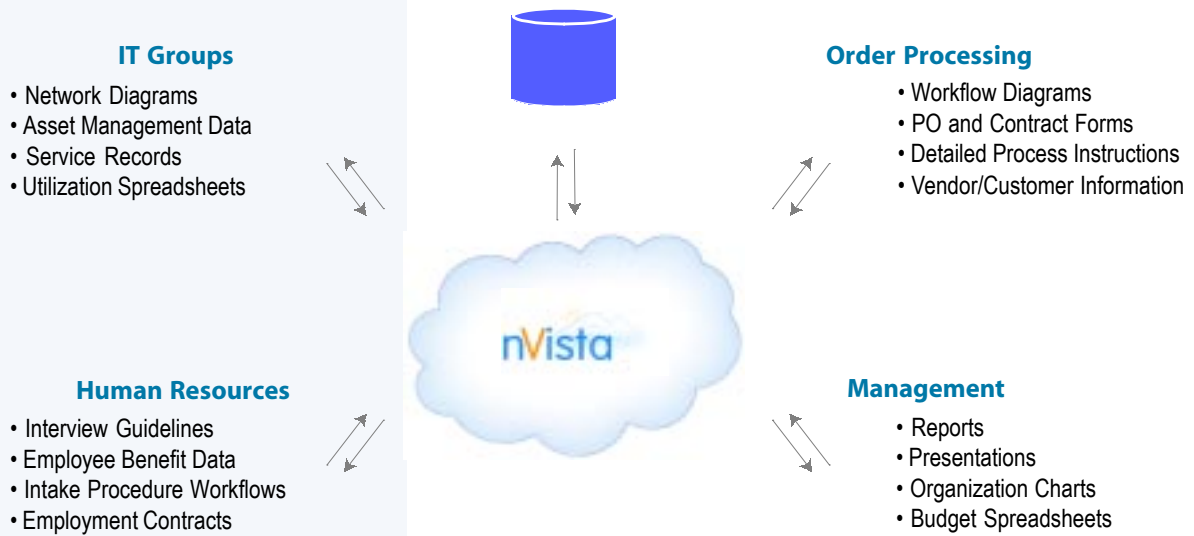 IT Groups
• Network Diagrams
• Asset Management Data
• Service Records
• Utilization Spreadsheets
Order Processing
• Workflow Diagrams
• PO and Contract Forms
• Detailed Process Instructions
• Vendor/Customer Information
nVista
Human Resources
• Interview Guidelines
• Employee Benefit Data
• Intake Procedure Workflows
• Employment Contracts
Management
• Reports
• Presentations
• Organization Charts
• Budget Spreadsheets